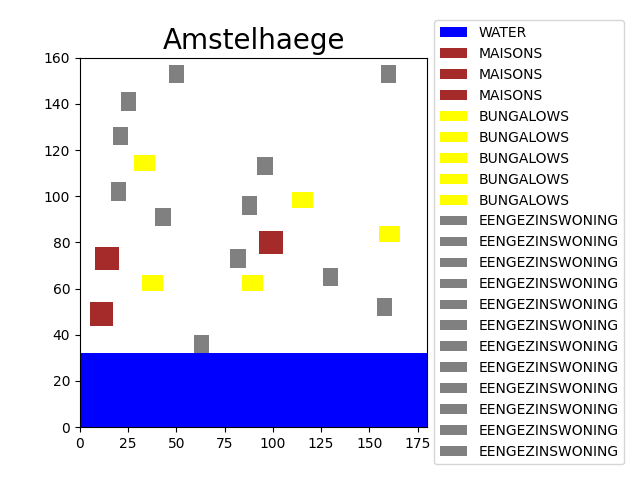 Amstelhaege
160
140
120
100
80
60
40
20
0
0 25 50 75 100 125 150 175
WATER
MAISONS
MAISONS
MAISONS
BUNGALOWS
BUNGALOWS
BUNGALOWS
BUNGALOWS
BUNGALOWS
EENGEZINSWONING
EENGEZINSWONING
EENGEZINSWONING
EENGEZINSWONING
EENGEZINSWONING
EENGEZINSWONING
EENGEZINSWONING
EENGEZINSWONING
EENGEZINSWONING
EENGEZINSWONING
EENGEZINSWONING
EENGEZINSWONING